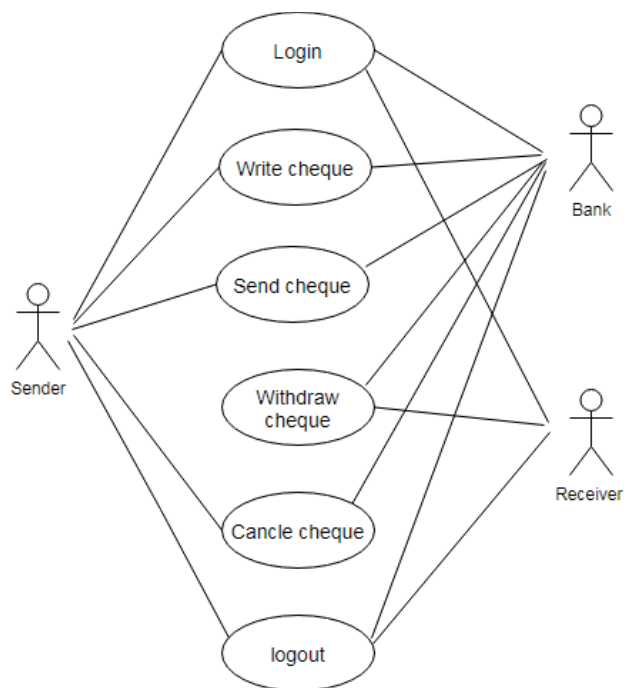 Login
Write cheque
Bank
Send cheque
Sender
Withdraw
cheque
Receiver
Cancle cheque
logout